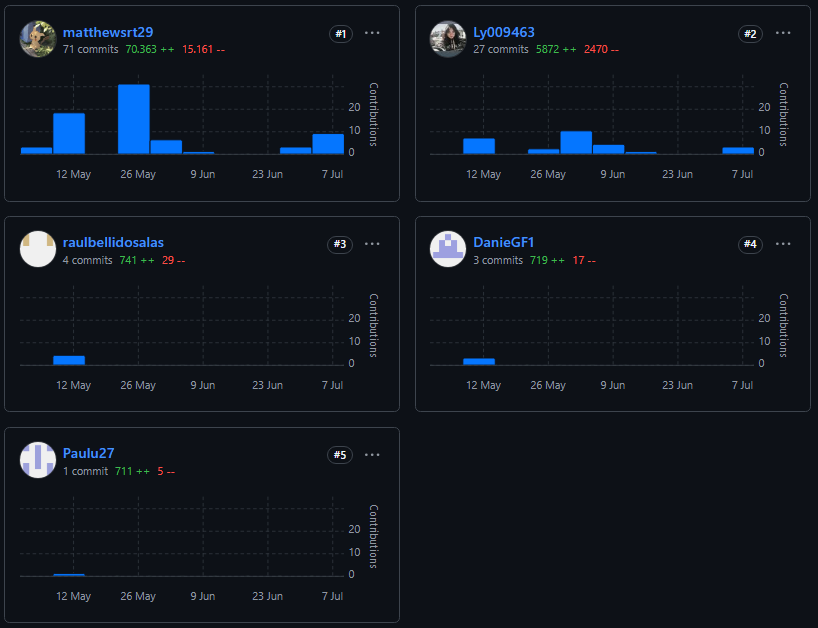 matthewsrt29
#1
...
71 commits 70.363 ++ 15.161 --
Contributions
20
10
0
12 May 26 May 9 Jun 23 Jun 7 Jul
Ly009463
#2
...
27 commits 5872 ++ 2470 --
Contributions
20
10
0
12 May 26 May 9 Jun 23 Jun 7 Jul
raulbellidosalas
#3
...
4 commits 741 ++ 29 --
Contributions
20
10
0
12 May 26 May 9 Jun 23 Jun 7 Jul
DanieGF1
#4
...
3 commits 719 ++ 17 --
Contributions
20
10
0
12 May 26 May 9 Jun 23 Jun 7 Jul
Paulu27
#5
...
1 commit 711 ++ 5 --
Contributions
20
10
0
12 May 26 May 9 Jun 23 Jun 7 Jul